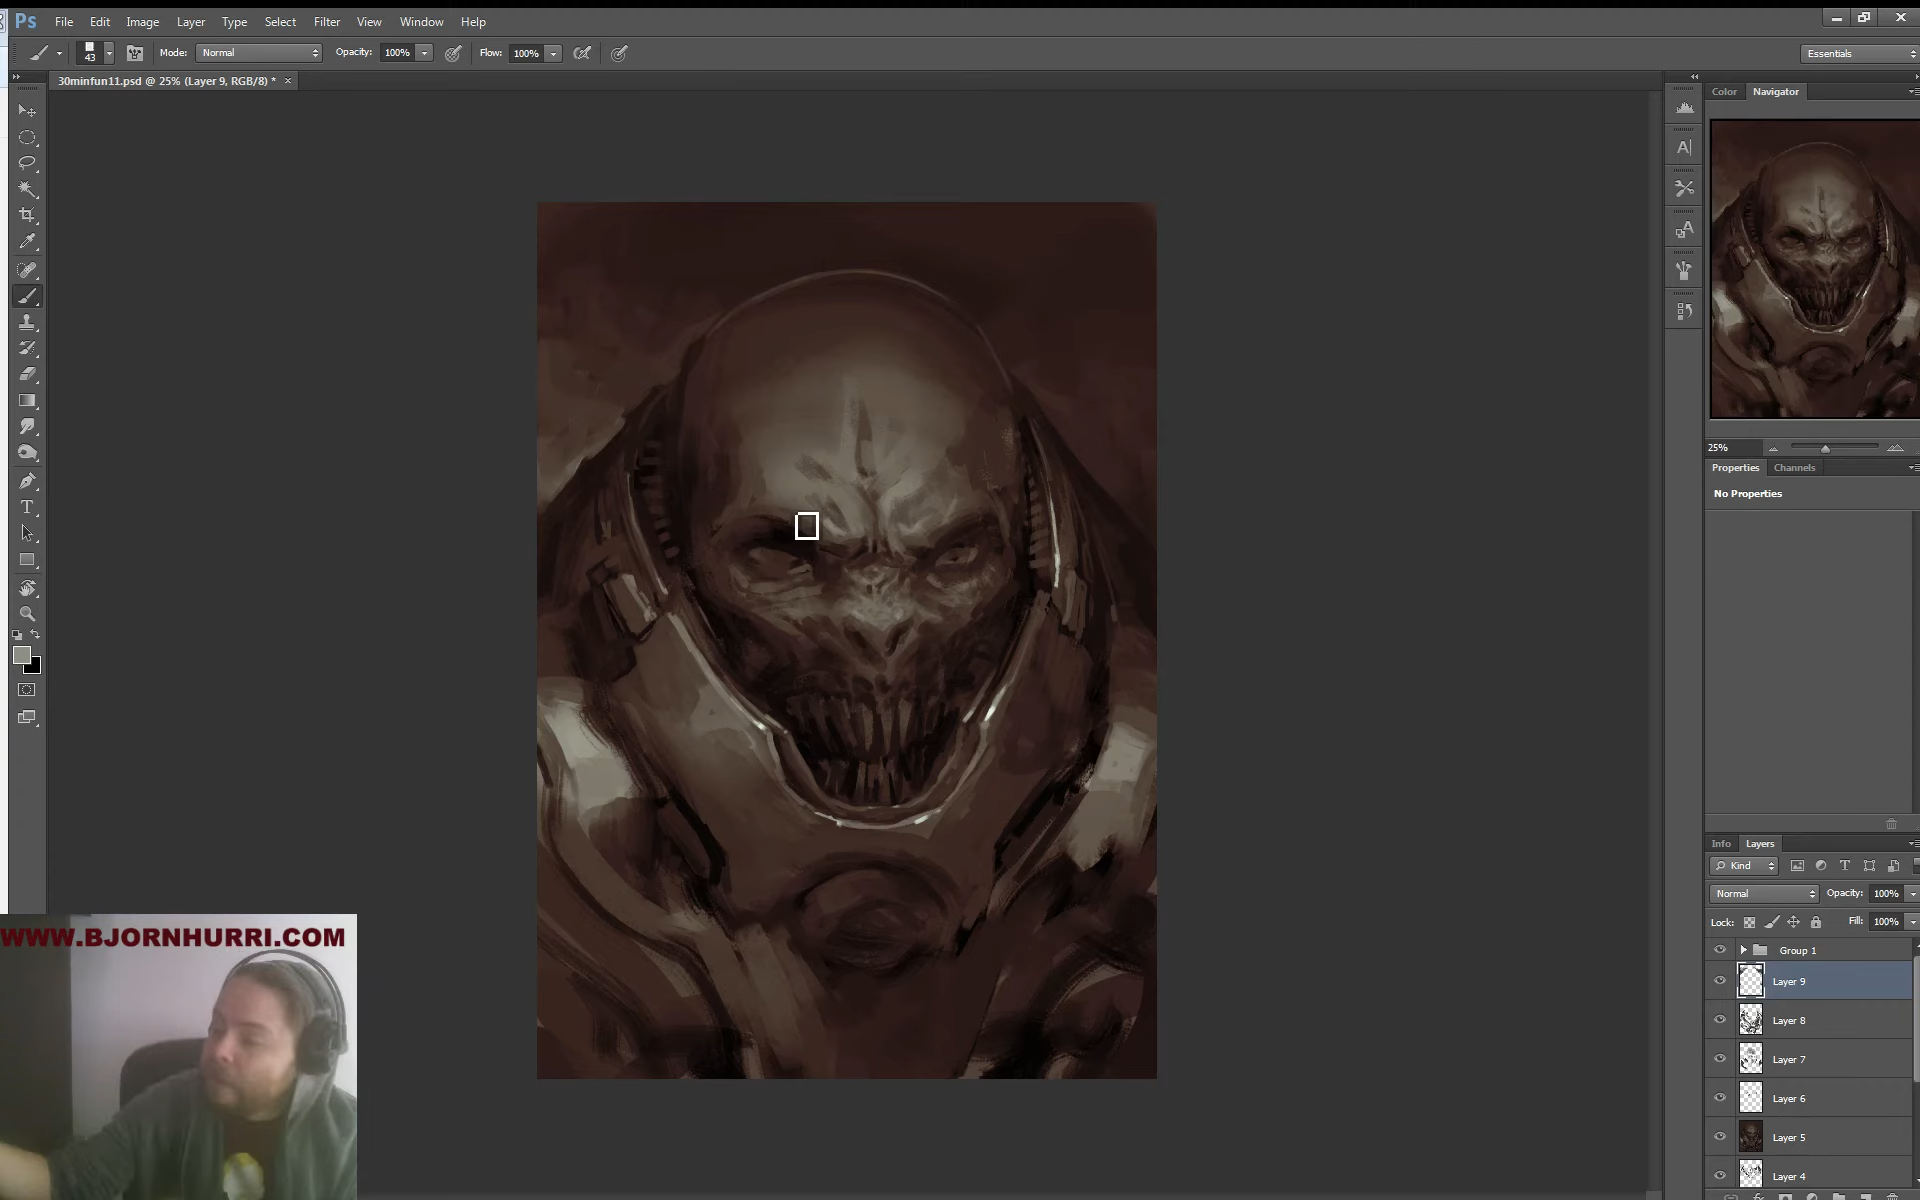 Ps File Edit Image Layer Type Select Filter View Window Help
43 Mode: Normal Opacity: 100% Flow: 100% Essentials
30minfun11.psd @ 25% (Layer 9, RGB/8) * ×
Color Navigator
25%
Properties Channels
No Properties
Info Layers
Kind
Normal Opacity: 100%
Lock: Fill: 100%
Group 1
Layer 9
Layer 8
Layer 7
Layer 6
Layer 5
Layer 4
WWW.BJORNHURRI.COM